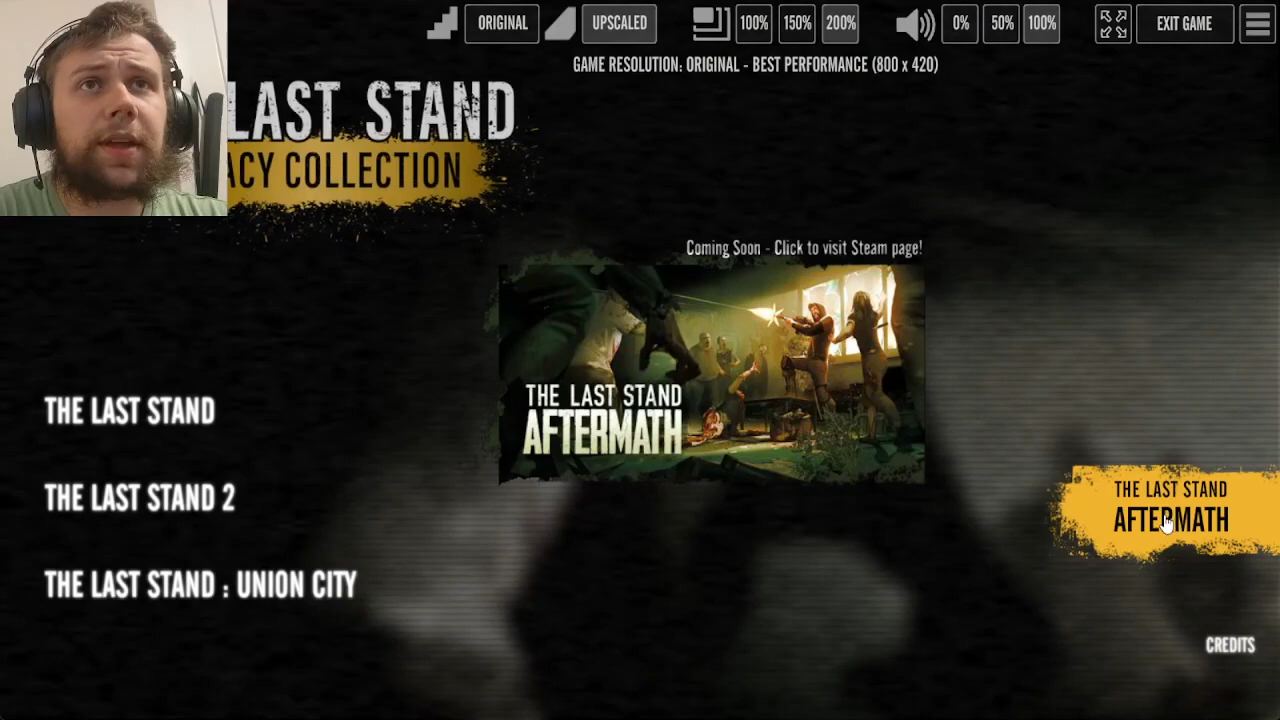 ORIGINAL
UPSCALED
100%
150%
200%
0%
50%
100%
EXIT GAME
GAME RESOLUTION: ORIGINAL - BEST PERFORMANCE (800 x 420)
LAST STAND
ACY COLLECTION
Coming Soon - Click to visit Steam page!
THE LAST STAND
AFTERMATH
THE LAST STAND
THE LAST STAND 2
THE LAST STAND : UNION CITY
THE LAST STAND
AFTERMATH
CREDITS